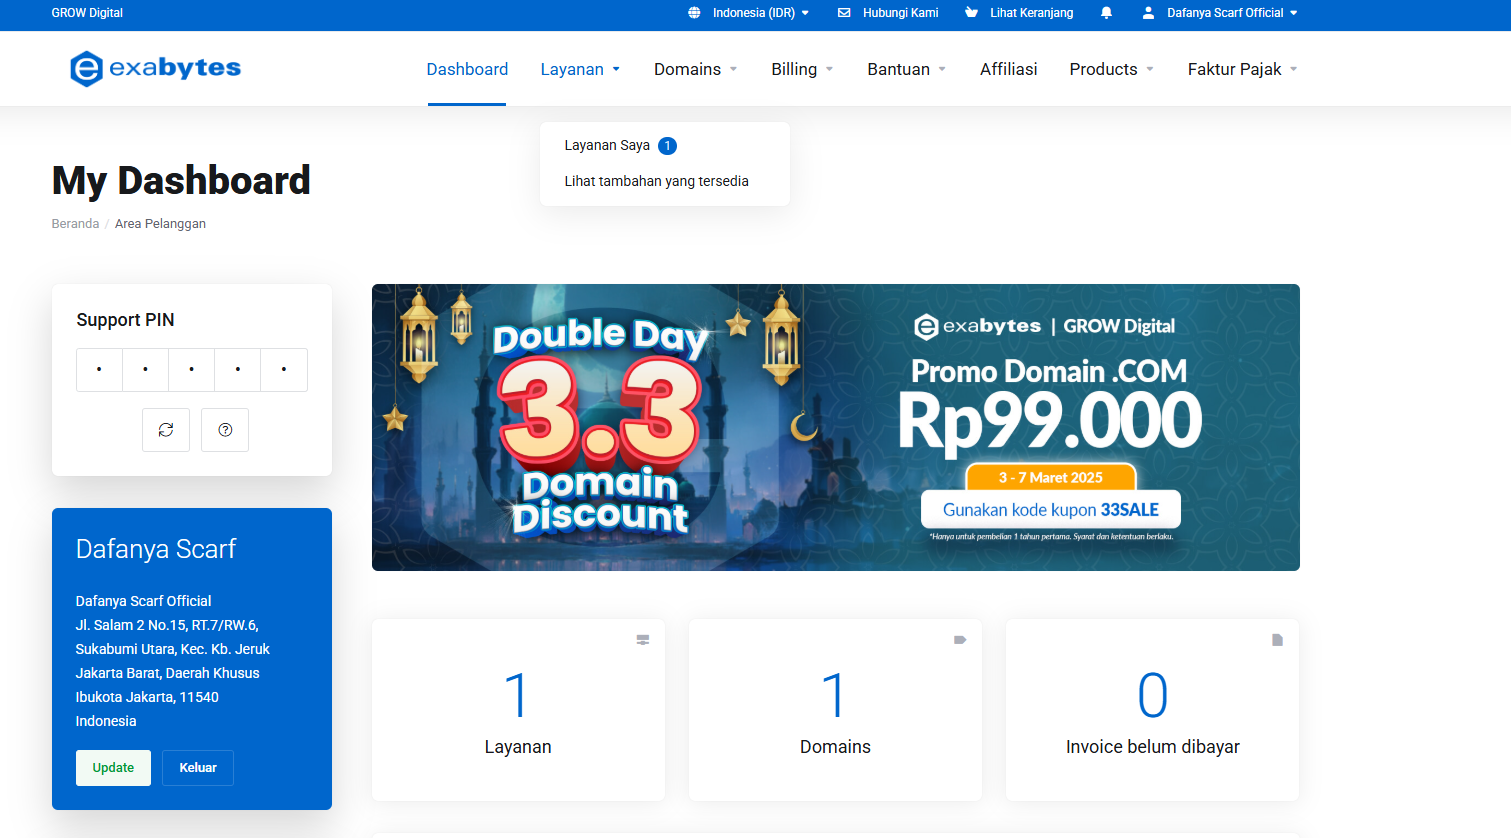 GROW Digital
Indonesia (IDR)
Hubungi Kami
Lihat Keranjang
Dafanya Scarf Official
exabytes
Dashboard
Layanan
Domains
Billing
Bantuan
Affiliasi
Products
Faktur Pajak
Layanan Saya 1
Lihat tambahan yang tersedia
My Dashboard
Beranda / Area Pelanggan
Support PIN
Dafanya Scarf
Dafanya Scarf Official
Jl. Salam 2 No.15, RT.7/RW.6,
Sukabumi Utara, Kec. Kb. Jeruk
Jakarta Barat, Daerah Khusus
Ibukota Jakarta, 11540
Indonesia
Update
Keluar
Double Day
3.3
Domain
Discount
exabytes | GROW Digital
Promo Domain .COM
Rp99.000
3 - 7 Maret 2025
Gunakan kode kupon 33SALE
*Hanya untuk pembelian 1 tahun pertama. Syarat dan ketentuan berlaku.
1
Layanan
1
Domains
0
Invoice belum dibayar